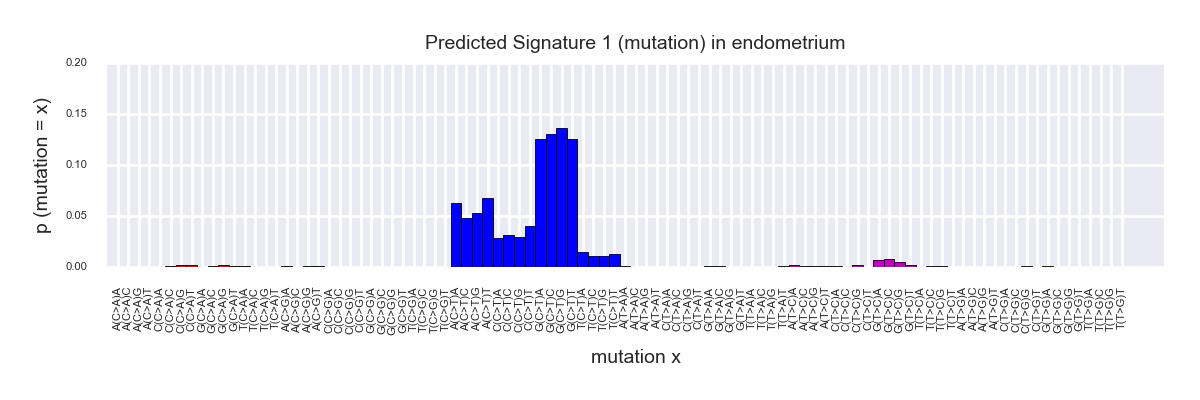 Predicted Signature 1 (mutation) in endometrium
p (mutation = x)
0.20
0.15
0.10
0.05
0.00
A(C>A)A
A(C>A)C
A(C>A)G
A(C>A)T
C(C>A)A
C(C>A)C
C(C>A)G
C(C>A)T
G(C>A)A
G(C>A)C
G(C>A)G
G(C>A)T
T(C>A)A
T(C>A)C
T(C>A)G
T(C>A)T
A(C>G)A
A(C>G)C
A(C>G)G
A(C>G)T
C(C>G)A
C(C>G)C
C(C>G)G
C(C>G)T
G(C>G)A
G(C>G)C
G(C>G)G
G(C>G)T
T(C>G)A
T(C>G)C
T(C>G)G
T(C>G)T
A(C>T)A
A(C>T)C
A(C>T)G
A(C>T)T
C(C>T)A
C(C>T)C
C(C>T)G
C(C>T)T
G(C>T)A
G(C>T)C
G(C>T)G
G(C>T)T
T(C>T)A
T(C>T)C
T(C>T)G
T(C>T)T
A(T>A)A
A(T>A)C
A(T>A)G
A(T>A)T
C(T>A)A
C(T>A)C
C(T>A)G
C(T>A)T
G(T>A)A
G(T>A)C
G(T>A)G
G(T>A)T
T(T>A)A
T(T>A)C
T(T>A)G
T(T>A)T
A(T>C)A
A(T>C)C
A(T>C)G
A(T>C)T
C(T>C)A
C(T>C)C
C(T>C)G
C(T>C)T
G(T>C)A
G(T>C)C
G(T>C)G
G(T>C)T
T(T>C)A
T(T>C)C
T(T>C)G
T(T>C)T
A(T>G)A
A(T>G)C
A(T>G)G
A(T>G)T
C(T>G)A
C(T>G)C
C(T>G)G
C(T>G)T
G(T>G)A
G(T>G)C
G(T>G)G
G(T>G)T
T(T>G)A
T(T>G)C
T(T>G)G
T(T>G)T
mutation x